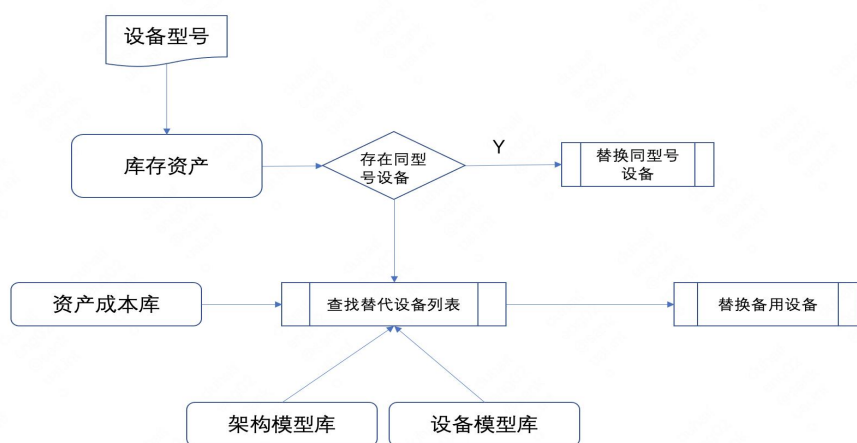 设备型号
库存资产
存在同型
号设备
Y
替换同型号
设备
资产成本库
查找替代设备列表
替换备用设备
架构模型库
设备模型库